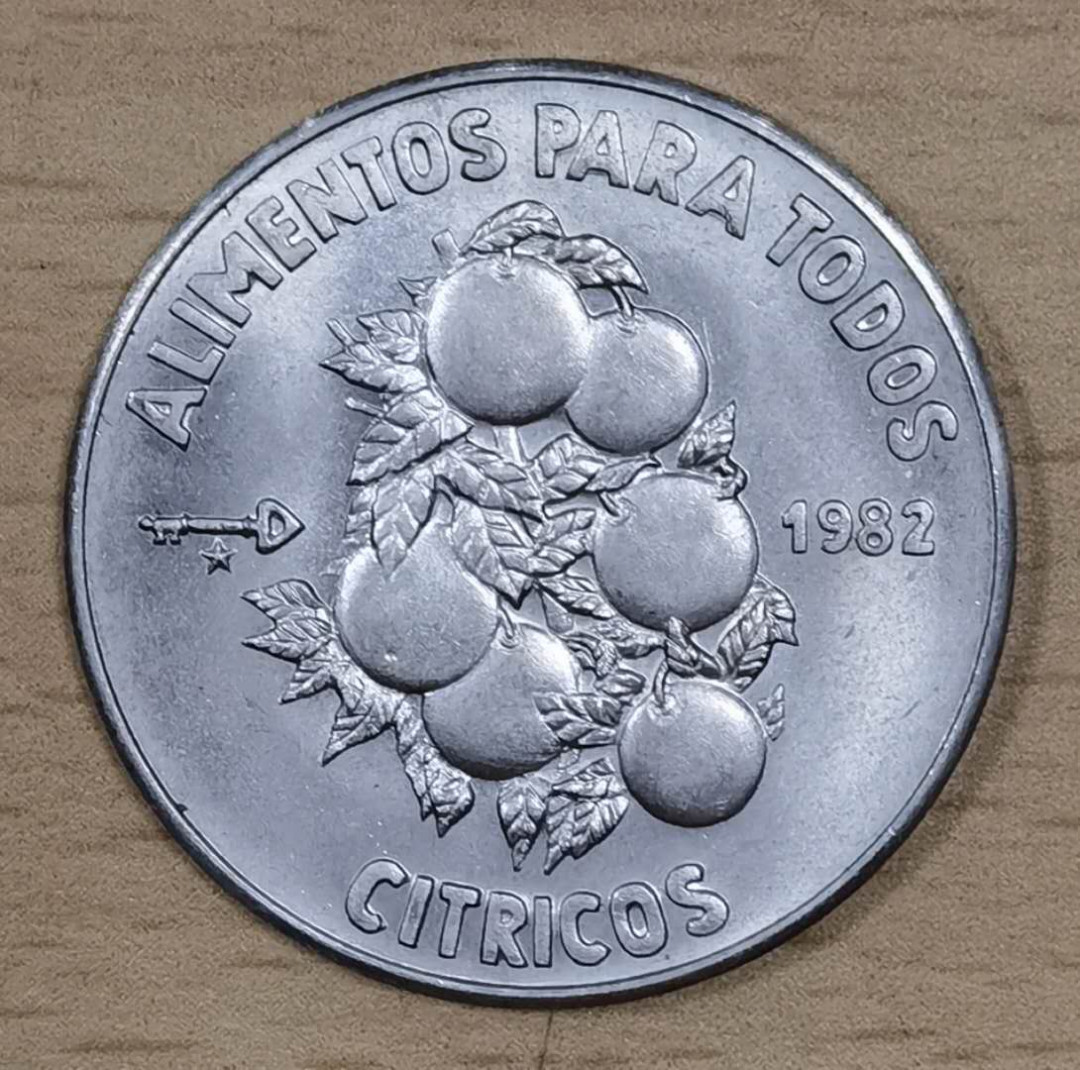 ALIMENTOS PARA TODOS
1982
CITRICOS